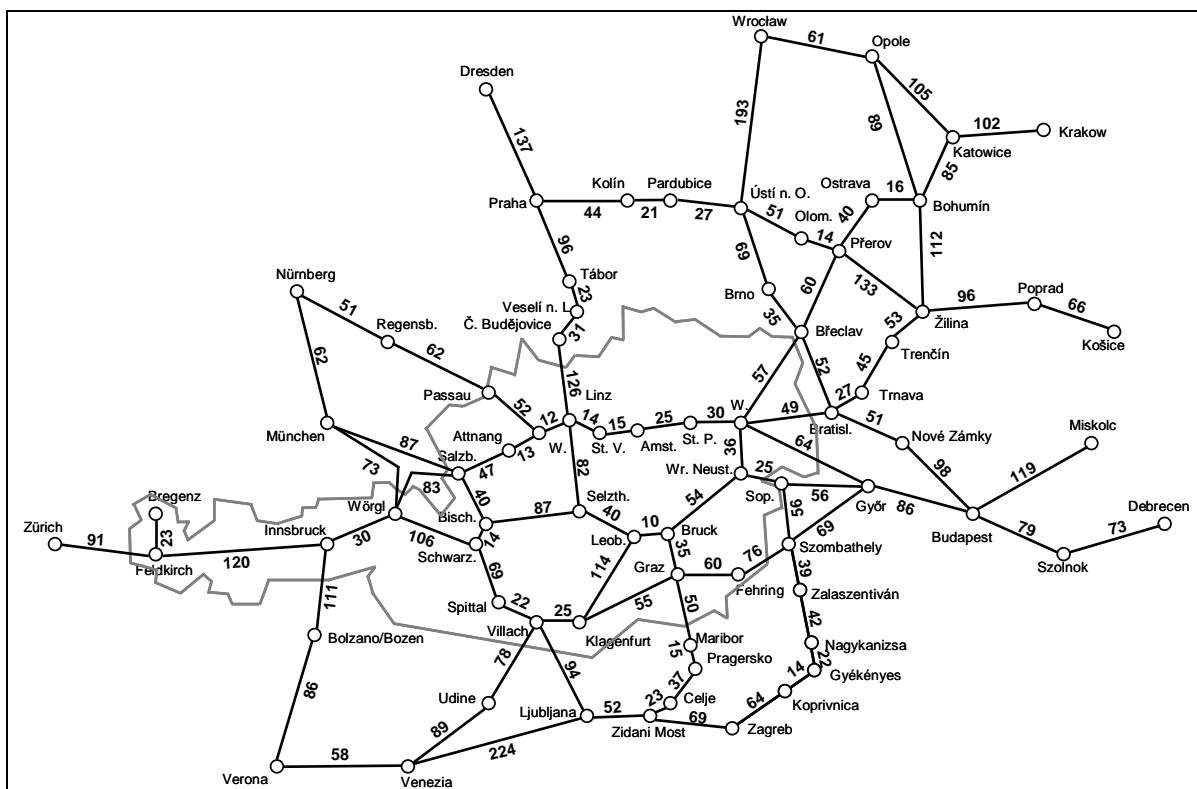 Wrocław
61
Opole
Dresden
105
193
137
89
102
Krakow
Katowice
85
Kolín
Pardubice
Ostrava
16
Praha
44
21
27
Ústí n. O.
Bohumín
51
Olom.
14
40
Přerov
112
96
69
60
133
Nürnberg
Tábor
23
Brno
Poprad
96
66
51
Veselí n. L
Regensb.
Č. Budějovice
31
35
Břeclav
53
Žilina
Košice
62
62
Trenčín
126
57
52
45
Passau
52
Linz
27
Trnava
12
14
15
25
30
W.
49
Bratisl.
51
München
87
Attnang
W.
St. V.
Amst.
St. P.
64
Nové Zámky
Miskolc
13
Salzb.
47
82
36
73
83
Wr. Neust.
25
98
119
Bregenz
40
Sop.
56
Győr
Wörgl
Selzth.
54
86
Debrecen
Zürich
Innsbruck
Bisch.
87
95
69
73
91
23
30
106
40
10
Bruck
Budapest
79
Feldkirch
120
Schwarz.
14
Leob.
35
76
Szombathely
Szolnok
69
114
Graz
60
39
111
Fehring
Zalaszentiván
Spittal
22
55
50
Villach
25
42
Klagenfurt
Bolzano/Bozen
Maribor
Nagykanizsa
78
94
15
Pragersko
22
14
Gyékényes
86
37
Udine
23
Celje
64
Koprivnica
Ljubljana
52
69
89
Zidani Most
Zagreb
224
58
Verona
Venezia